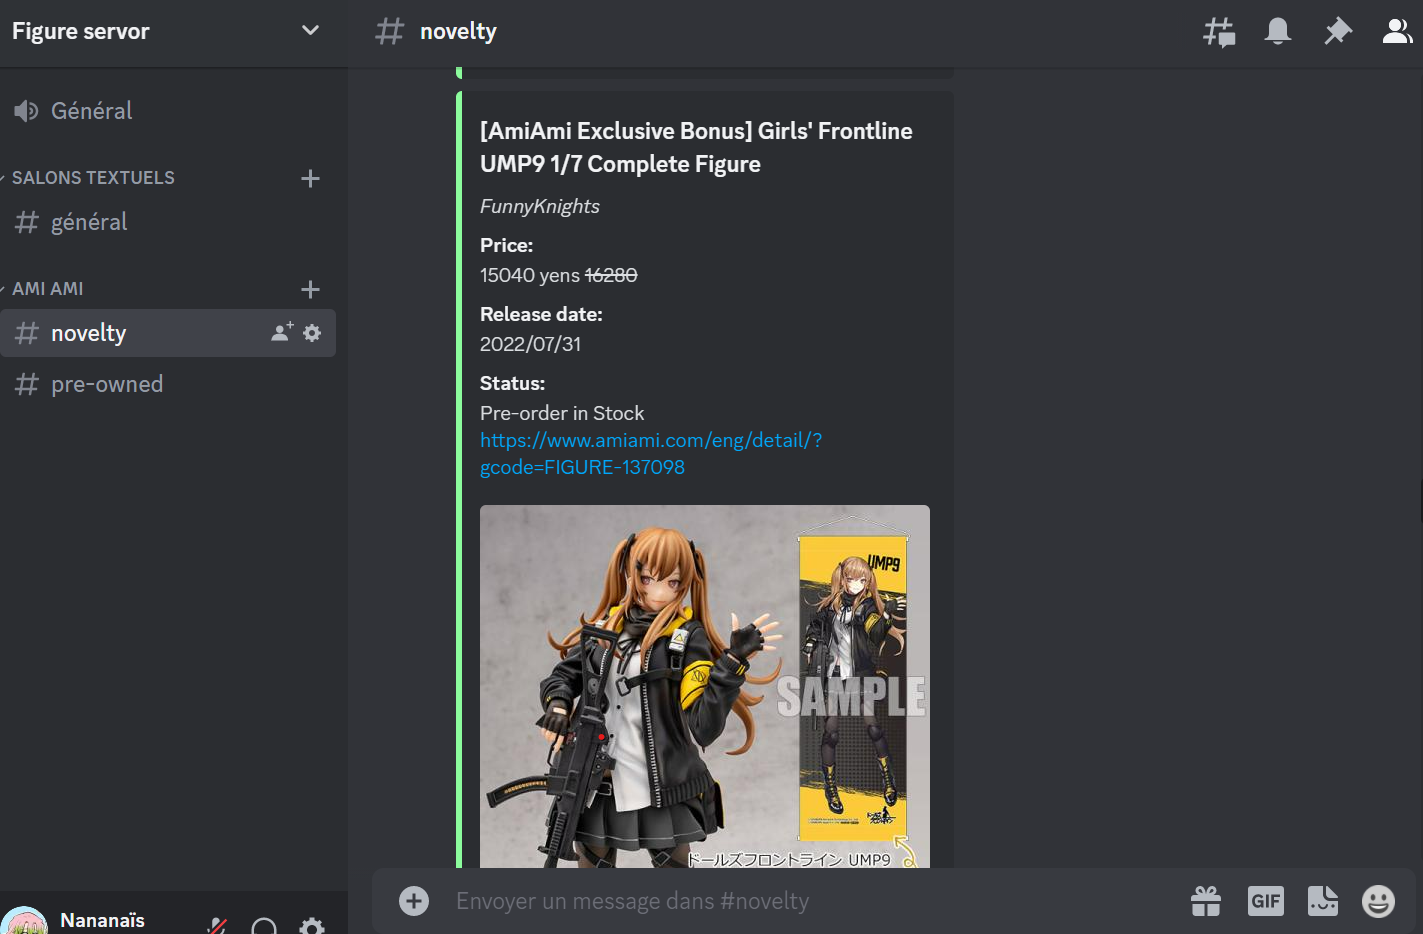 Figure servor
Général
SALONS TEXTUELS
général
AMI AMI
novelty
pre-owned
Nananaïs
novelty
[AmiAmi Exclusive Bonus] Girls' Frontline
UMP9 1/7 Complete Figure
FunnyKnights
Price:
15040 yens 16280
Release date:
2022/07/31
Status:
Pre-order in Stock
https://www.amiami.com/eng/detail/?
gcode=FIGURE-137098
UMP9
SAMPLE
ドールズフロントライン UMP9
Envoyer un message dans #novelty
GIF